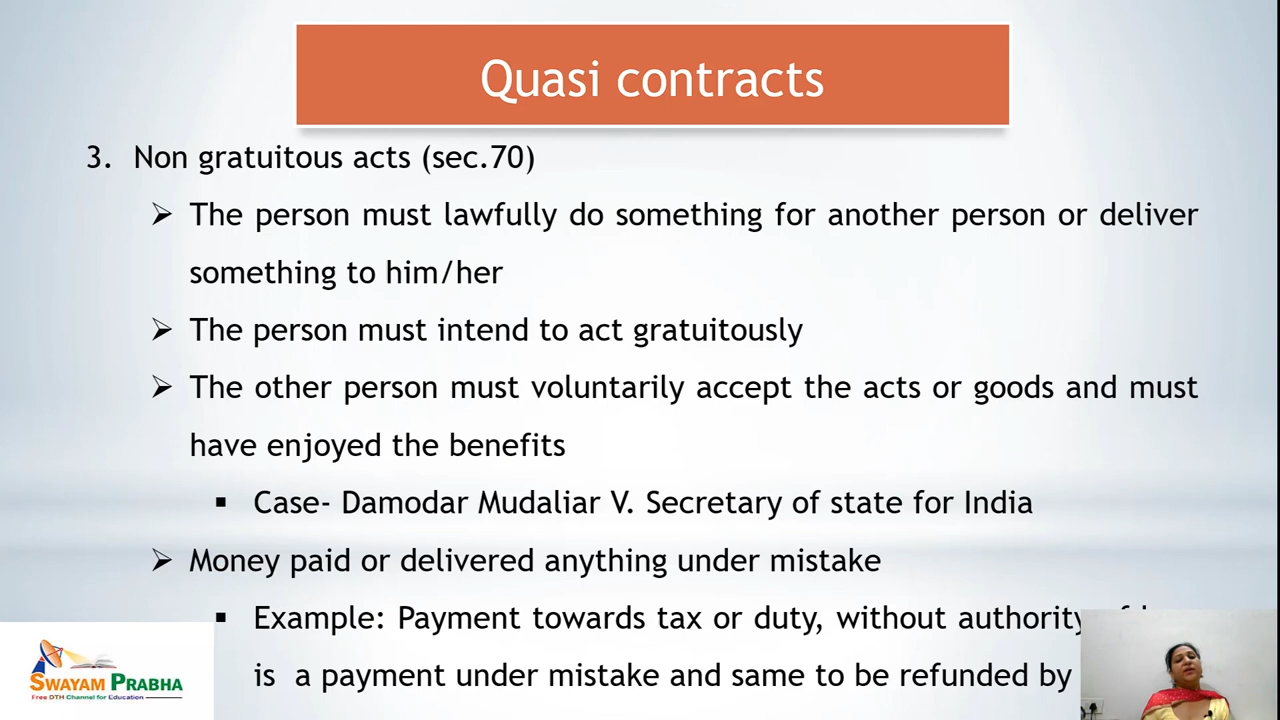 Quasi contracts
3. Non gratuitous acts (sec.70)
➢ The person must lawfully do something for another person or deliver
something to him/her
➢ The person must intend to act gratuitously
➢ The other person must voluntarily accept the acts or goods and must
have enjoyed the benefits
▪ Case- Damodar Mudaliar V. Secretary of state for India
➢ Money paid or delivered anything under mistake
▪ Example: Payment towards tax or duty, without authority
is a payment under mistake and same to be refunded by
SWAYAM PRABHA
Free DTH Channel for Education